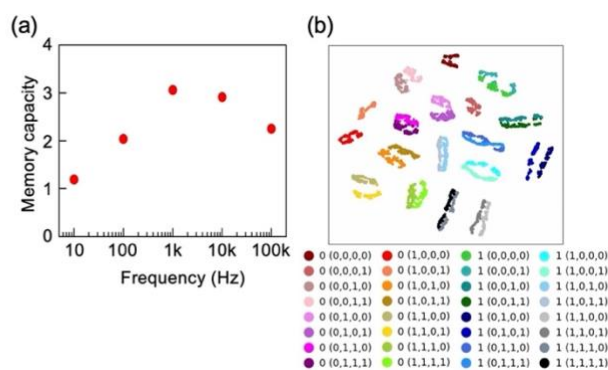 (a)
(b)
4
3
2
1
0
Memory capacity
10 100 1k 10k 100k
Frequency (Hz)
0 (0,0,0,0) 0 (1,0,0,0) 1 (0,0,0,0) 1 (1,0,0,0)
0 (0,0,0,1) 0 (1,0,0,1) 1 (0,0,0,1) 1 (1,0,0,1)
0 (0,0,1,0) 0 (1,0,1,0) 1 (0,0,1,0) 1 (1,0,1,0)
0 (0,0,1,1) 0 (1,0,1,1) 1 (0,0,1,1) 1 (1,0,1,1)
0 (0,1,0,0) 0 (1,1,0,0) 1 (0,1,0,0) 1 (1,1,0,0)
0 (0,1,0,1) 0 (1,1,0,1) 1 (0,1,0,1) 1 (1,1,0,1)
0 (0,1,1,0) 0 (1,1,1,0) 1 (0,1,1,0) 1 (1,1,1,0)
0 (0,1,1,1) 0 (1,1,1,1) 1 (0,1,1,1) 1 (1,1,1,1)